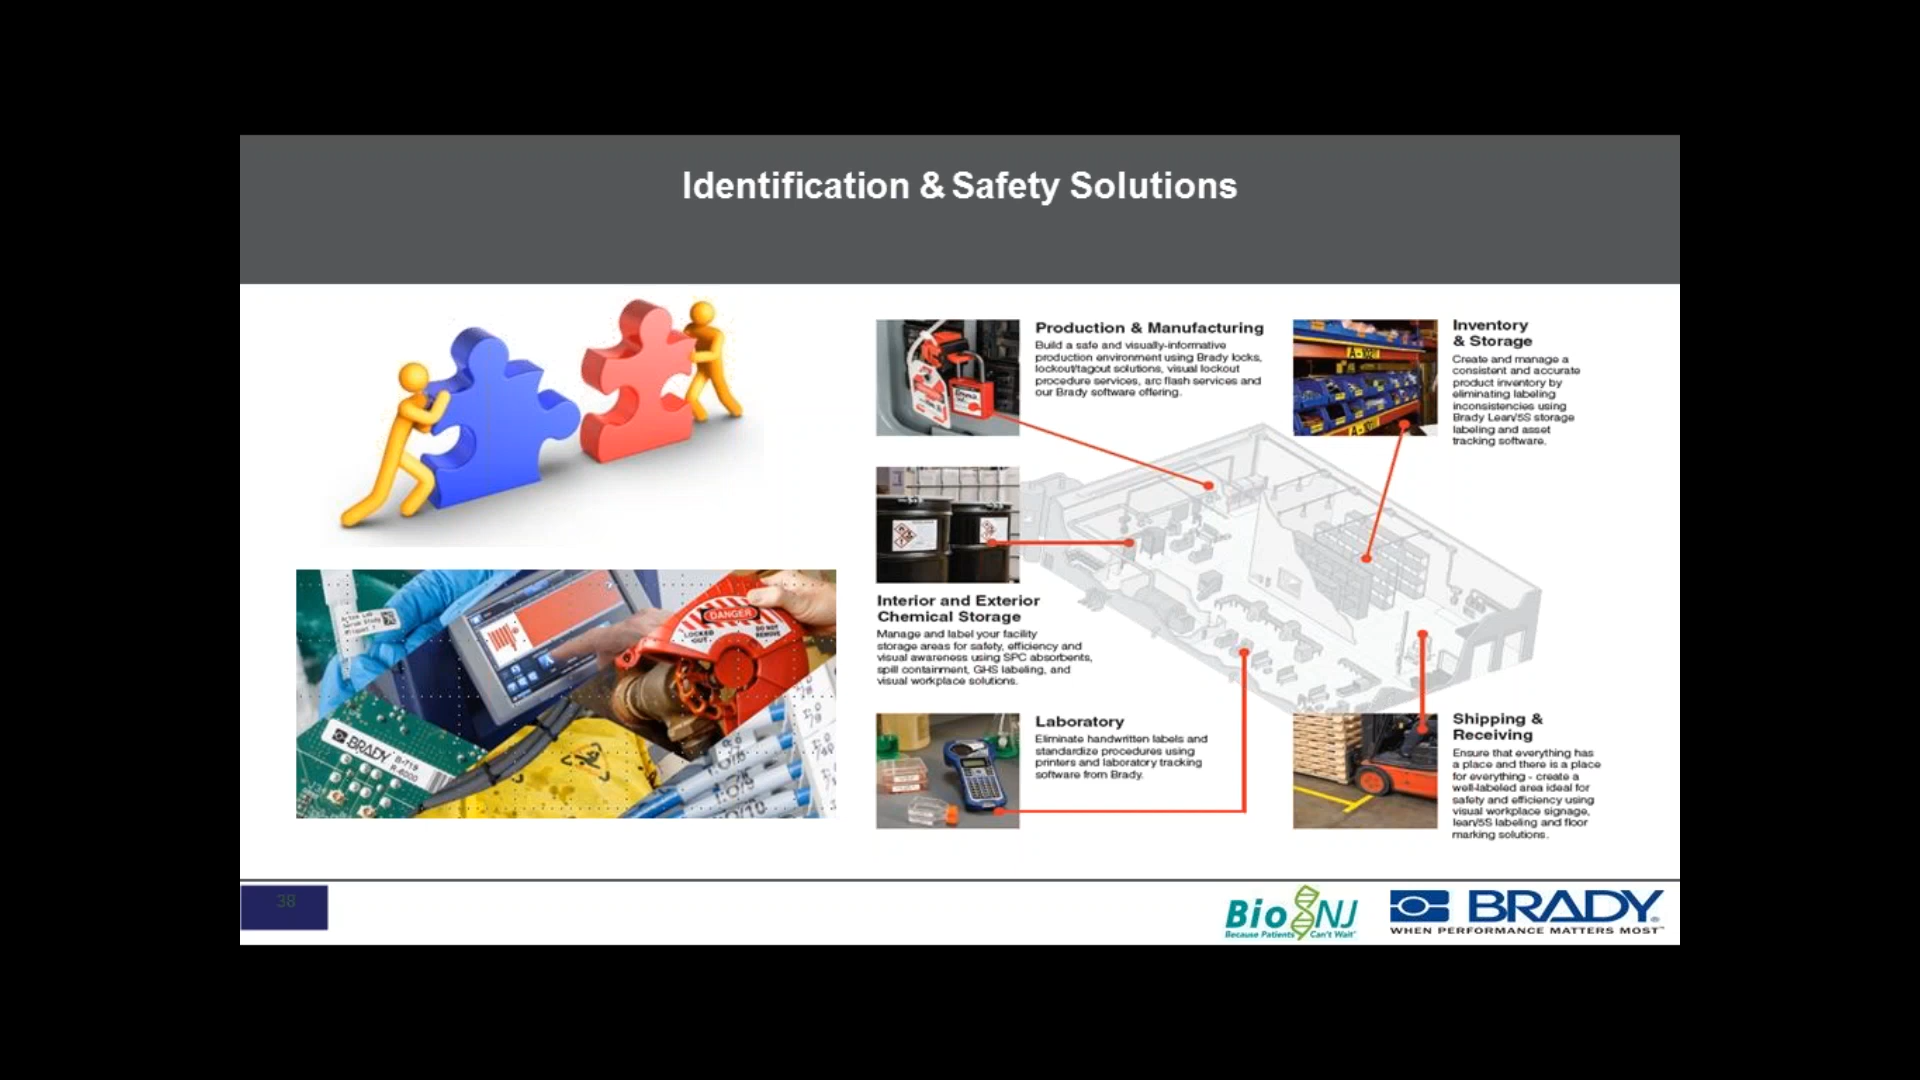 Identification & Safety Solutions
Production & Manufacturing
Build a safe and visually-informative
production environment using Brady locks,
lockout/tagout solutions, visual lockout
procedure services, arc flash services and
our Brady software offering.
Inventory
& Storage
Create and manage a
consistent and accurate
product inventory by
eliminating labeling
inconsistencies using
Brady Lean/5S storage
labeling and asset
tracking software.
Interior and Exterior
Chemical Storage
Manage and label your facility
storage areas for safety, efficiency and
visual awareness using SPC absorbents,
spill containment, GHS labeling, and
visual workplace solutions.
DANGER
LOCKED
OUT
DO NOT
REMOVE
BRADY
B-719
R-6000
Laboratory
Eliminate handwritten labels and
standardize procedures using
printers and laboratory tracking
software from Brady.
Shipping &
Receiving
Ensure that everything has
a place and there is a place
for everything - create a
well-labeled area ideal for
safety and efficiency using
visual workplace signage,
lean/5S labeling and floor
marking solutions.
38
BioNJ
Because Patients Can't Wait®
BRADY®
WHEN PERFORMANCE MATTERS MOST™